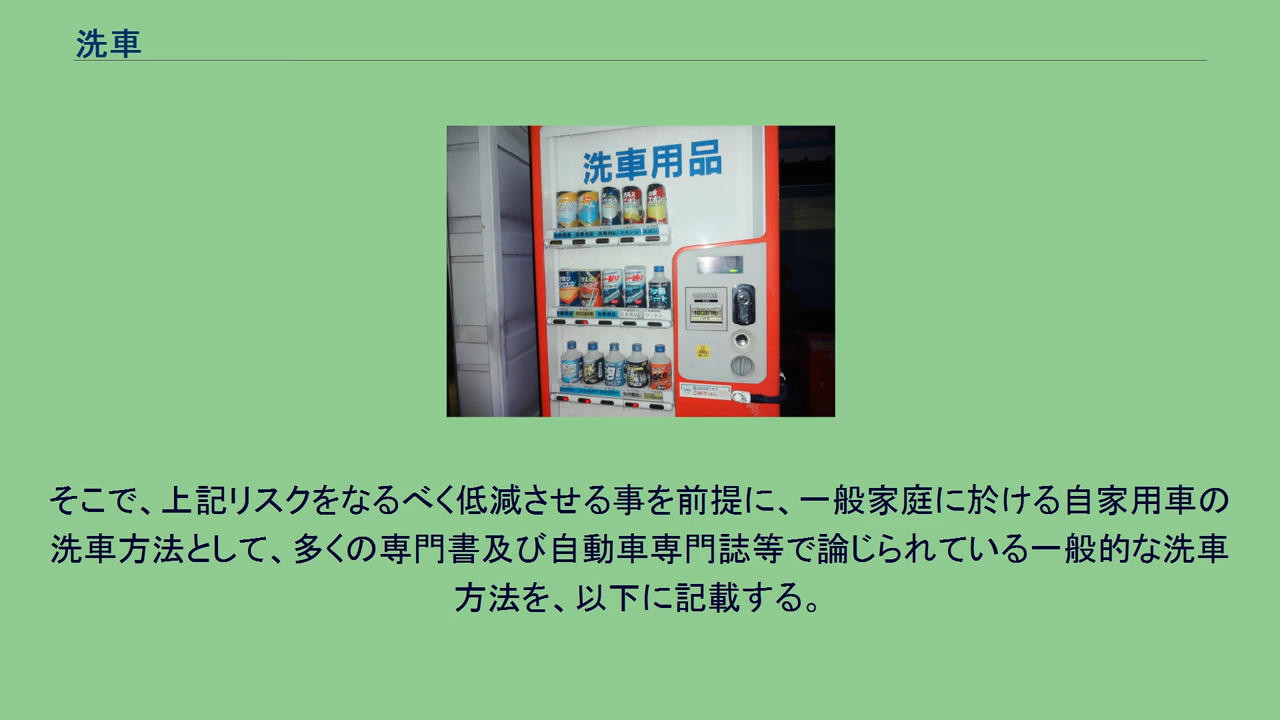 洗車
洗車用品
そこで、上記リスクをなるべく低減させる事を前提に、一般家庭に於ける自家用車の
洗車方法として、多くの専門書及び自動車専門誌等で論じられている一般的な洗車
方法を、以下に記載する。